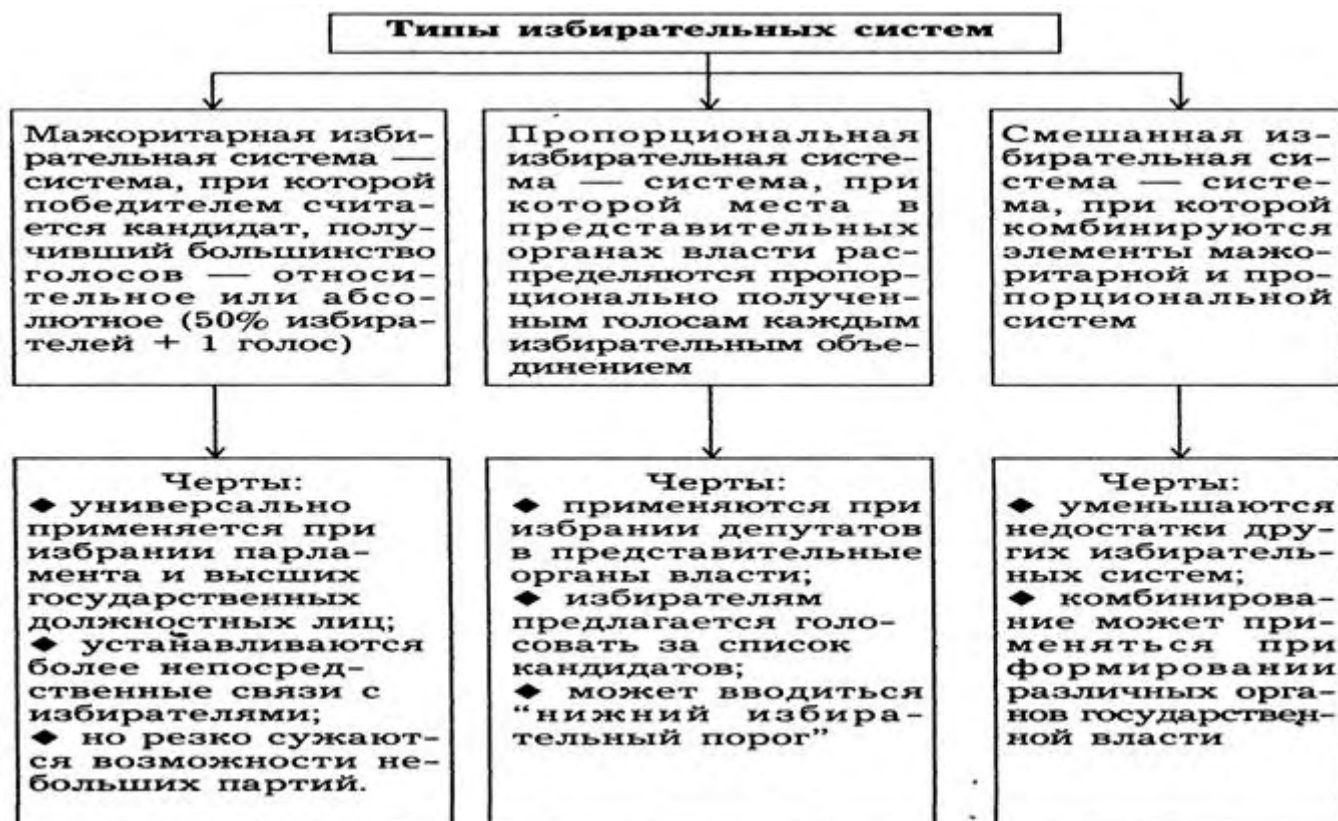 Типы избирательных систем
Мажоритарная изби-
рательная система —
система, при которой
победителем счита-
ется кандидат, полу-
чивший большинство
голосов — относи-
тельное или абсо-
лютное (50% избира-
телей + 1 голос)
Пропорциональная
избирательная систе-
ма — система, при
которой места в
представительных
органах власти рас-
пределяются пропор-
ционально получен-
ным голосам каждым
избирательным объе-
динением
Смешанная из-
бирательная си-
стема — систе-
ма, при которой
комбинируются
элементы мажо-
ритарной и про-
порциональной
систем
Черты:
◆ универсально
применяется при
избрании парла-
мента и высших
государственных
должностных лиц;
◆ устанавливаются
более непосред-
ственные связи с
избирателями;
◆ но резко сужают-
ся возможности не-
больших партий.
Черты:
◆ применяются при
избрании депутатов
в представительные
органы власти;
◆ избирателям
предлагается голо-
совать за список
кандидатов;
◆ может вводиться
“нижний избира-
тельный порог”
Черты:
◆ уменьшаются
недостатки дру-
гих избиратель-
ных систем;
◆ комбинирова-
ние может при-
меняться при
формировании
различных орга-
нов государствен-
ной власти